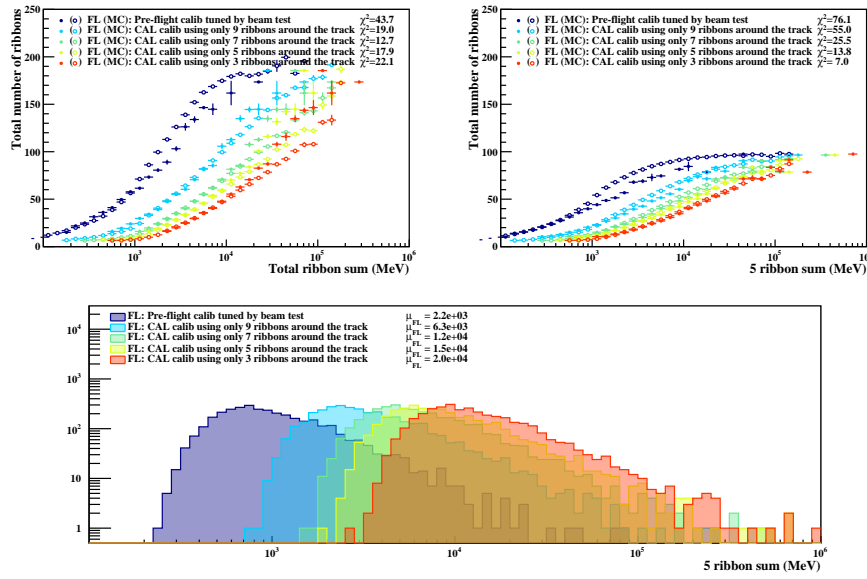 FL (MC): Pre-flight calib tuned by beam test χ²=43.7
FL (MC): CAL calib using only 9 ribbons around the track χ²=19.0
FL (MC): CAL calib using only 7 ribbons around the track χ²=12.7
FL (MC): CAL calib using only 5 ribbons around the track χ²=17.9
FL (MC): CAL calib using only 3 ribbons around the track χ²=22.1
Total number of ribbons
250
200
150
100
50
0
10³
10⁴
10⁵
10⁶
Total ribbon sum (MeV)
FL (MC): Pre-flight calib tuned by beam test χ²=76.1
FL (MC): CAL calib using only 9 ribbons around the track χ²=55.0
FL (MC): CAL calib using only 7 ribbons around the track χ²=25.5
FL (MC): CAL calib using only 5 ribbons around the track χ²=13.8
FL (MC): CAL calib using only 3 ribbons around the track χ²= 7.0
Total number of ribbons
250
200
150
100
50
0
10³
10⁴
10⁵
10⁶
5 ribbon sum (MeV)
FL: Pre-flight calib tuned by beam test μFL = 2.2e+03
FL: CAL calib using only 9 ribbons around the track μFL = 6.3e+03
FL: CAL calib using only 7 ribbons around the track μFL = 1.2e+04
FL: CAL calib using only 5 ribbons around the track μFL = 1.5e+04
FL: CAL calib using only 3 ribbons around the track μFL = 2.0e+04
10⁴
10³
10²
10
1
10³
10⁴
10⁵
10⁶
5 ribbon sum (MeV)